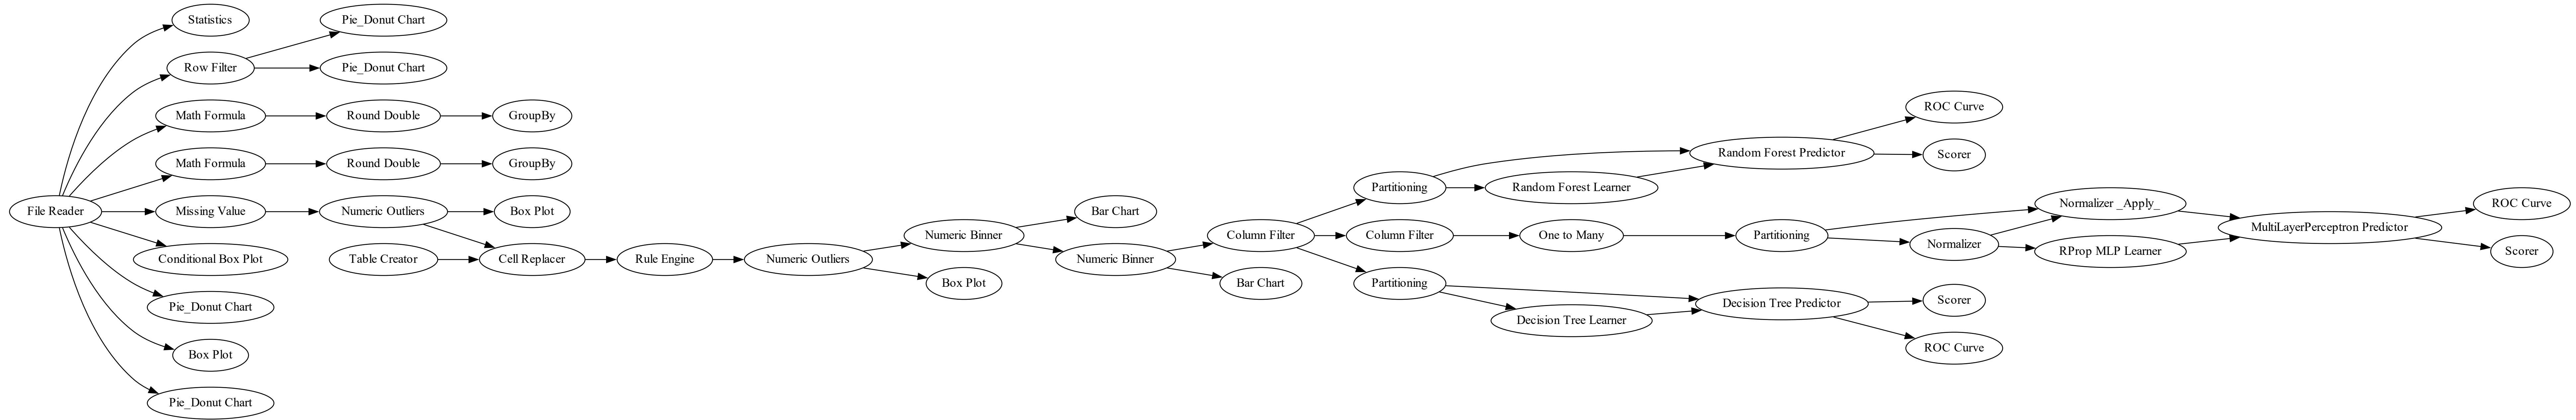 Statistics
Pie_Donut Chart
Row Filter
Pie_Donut Chart
Math Formula
Round Double
GroupBy
Math Formula
Round Double
GroupBy
File Reader
Missing Value
Numeric Outliers
Box Plot
Conditional Box Plot
Table Creator
Cell Replacer
Rule Engine
Numeric Outliers
Pie_Donut Chart
Box Plot
Pie_Donut Chart
Numeric Binner
Box Plot
Bar Chart
Numeric Binner
Column Filter
Bar Chart
Partitioning
Random Forest Learner
Random Forest Predictor
ROC Curve
Scorer
Column Filter
One to Many
Partitioning
Normalizer _Apply_
Normalizer
RProp MLP Learner
MultiLayerPerceptron Predictor
ROC Curve
Scorer
Partitioning
Decision Tree Learner
Decision Tree Predictor
Scorer
ROC Curve